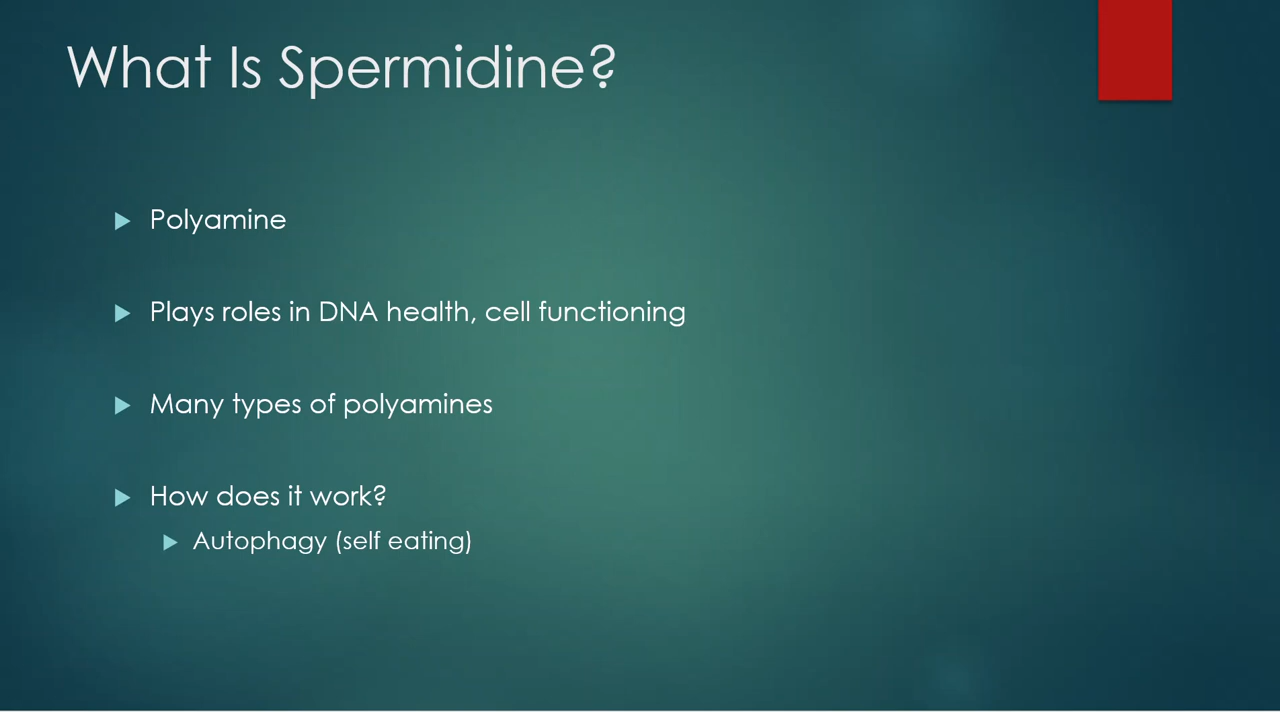 What Is Spermidine?
Polyamine
Plays roles in DNA health, cell functioning
Many types of polyamines
How does it work?
Autophagy (self eating)